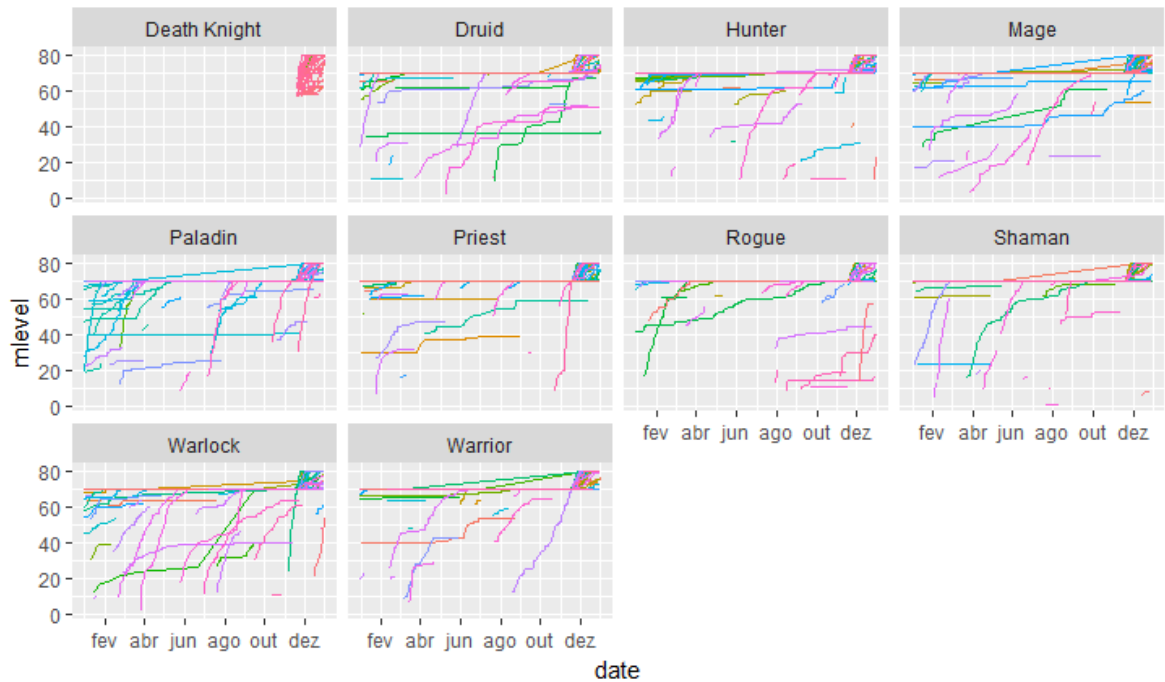 Death Knight Druid Hunter Mage
80
60
40
20
0
Paladin Priest Rogue Shaman
80
60
40
20
0
fev abr jun ago out dez fev abr jun ago out dez
Warlock Warrior
80
60
40
20
0
fev abr jun ago out dez fev abr jun ago out dez
mlevel
date